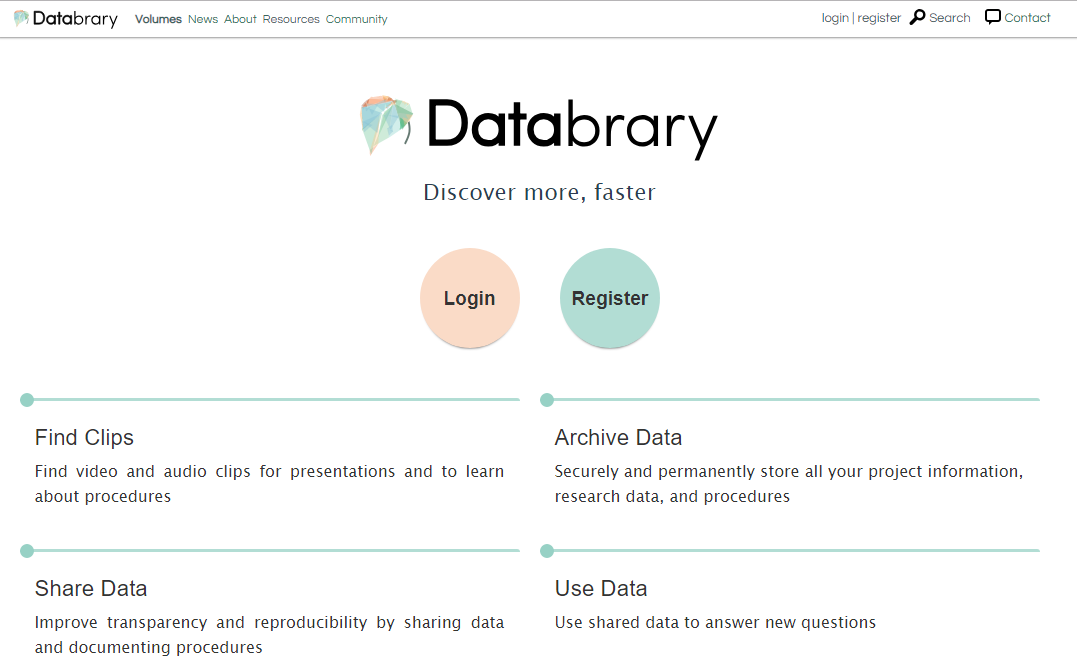 Databrary Volumes News About Resources Community login | register Search Contact
Databrary
Discover more, faster
Login Register
Find Clips
Find video and audio clips for presentations and to learn
about procedures
Archive Data
Securely and permanently store all your project information,
research data, and procedures
Share Data
Improve transparency and reproducibility by sharing data
and documenting procedures
Use Data
Use shared data to answer new questions